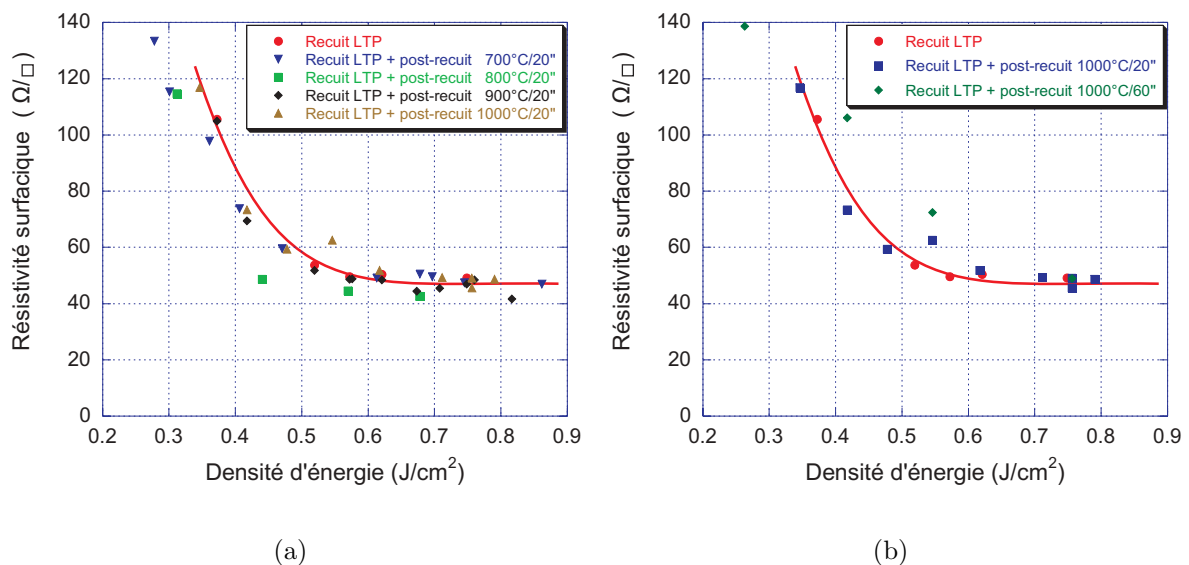 140
120
100
80
60
40
20
0
Résistivité surfacique ( Ω/□)
Recuit LTP
Recuit LTP + post-recuit 700°C/20"
Recuit LTP + post-recuit 800°C/20"
Recuit LTP + post-recuit 900°C/20"
Recuit LTP + post-recuit 1000°C/20"
0.2 0.3 0.4 0.5 0.6 0.7 0.8 0.9
Densité d'énergie (J/cm²)
(a)
140
120
100
80
60
40
20
0
Résistivité surfacique ( Ω/□)
Recuit LTP
Recuit LTP + post-recuit 1000°C/20"
Recuit LTP + post-recuit 1000°C/60"
0.2 0.3 0.4 0.5 0.6 0.7 0.8 0.9
Densité d'énergie (J/cm²)
(b)